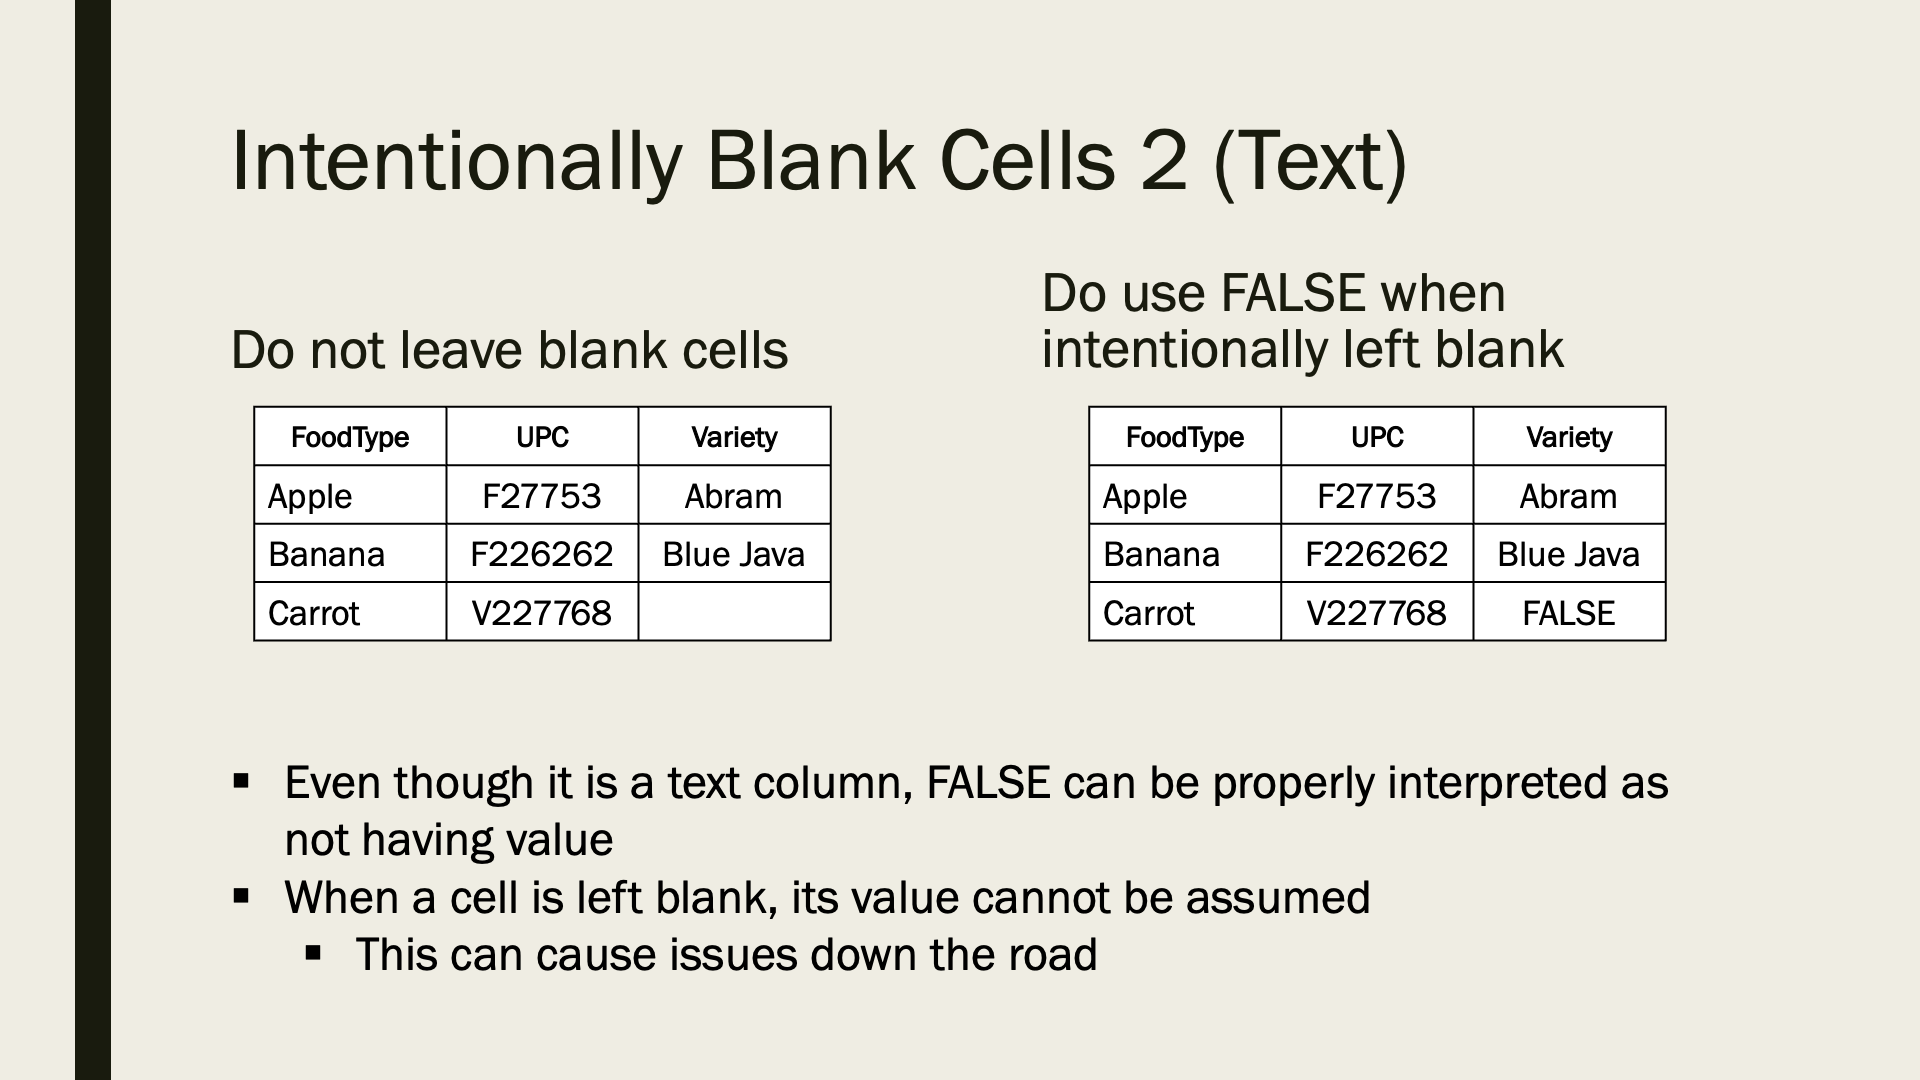 Intentionally Blank Cells 2 (Text)
Do not leave blank cells
FoodType UPC Variety
Apple F27753 Abram
Banana F226262 Blue Java
Carrot V227768
Do use FALSE when
intentionally left blank
FoodType UPC Variety
Apple F27753 Abram
Banana F226262 Blue Java
Carrot V227768 FALSE
▪ Even though it is a text column, FALSE can be properly interpreted as
not having value
▪ When a cell is left blank, its value cannot be assumed
▪ This can cause issues down the road